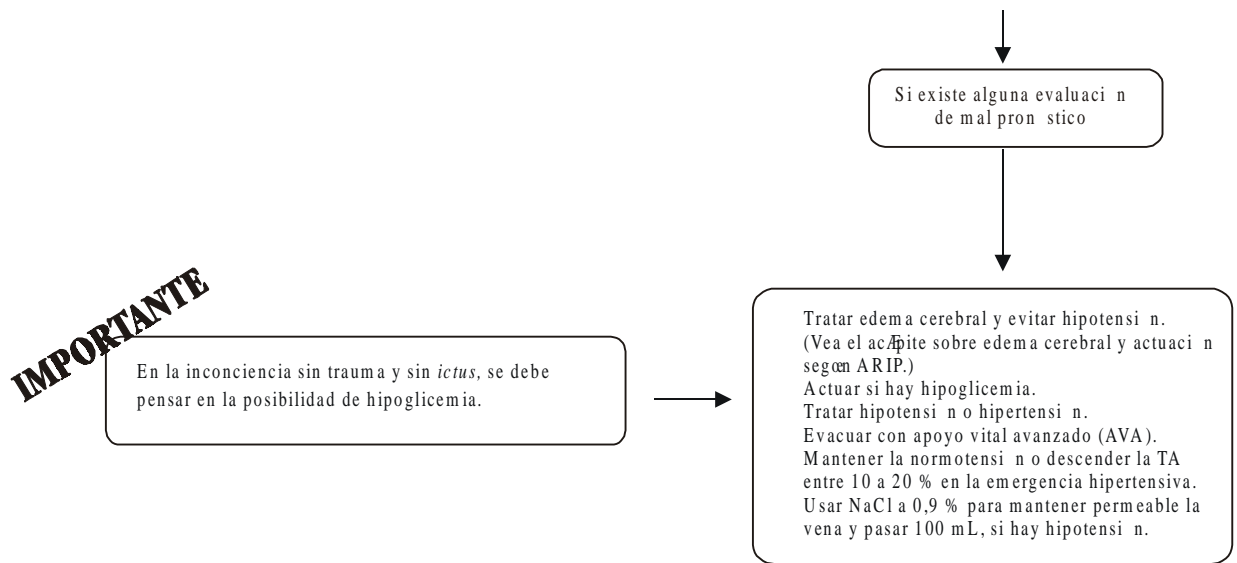 Si existe alguna evaluaci n
de mal pron stico
IMPORTANTE
En la inconciencia sin trauma y sin ictus, se debe
pensar en la posibilidad de hipoglicemia.
Tratar edema cerebral y evitar hipotensi n.
(Vea el acÆpite sobre edema cerebral y actuaci n
segœn ARIP.)
Actuar si hay hipoglicemia.
Tratar hipotensi n o hipertensi n.
Evacuar con apoyo vital avanzado (AVA).
Mantener la normotensi n o descender la TA
entre 10 a 20 % en la emergencia hipertensiva.
Usar NaCl a 0,9 % para mantener permeable la
vena y pasar 100 mL, si hay hipotensi n.